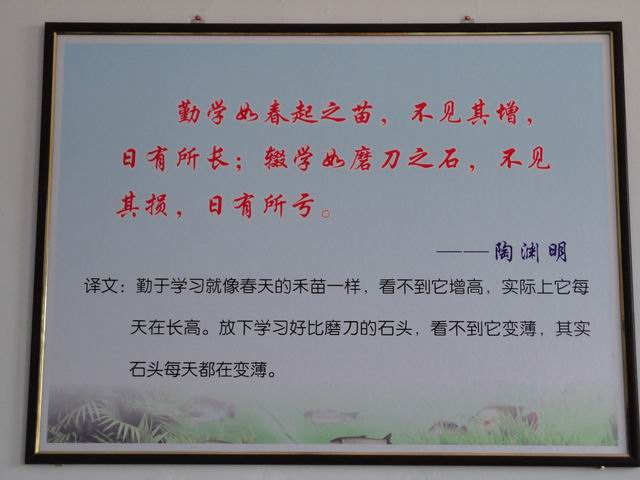 勤学如春起之苗，不见其增，
日有所长；辍学如磨刀之石，不见
其损，日有所亏。
——陶渊明
译文：勤于学习就像春天的禾苗一样，看不到它增高，实际上它每
天在长高。放下学习好比磨刀的石头，看不到它变薄，其实
石头每天都在变薄。